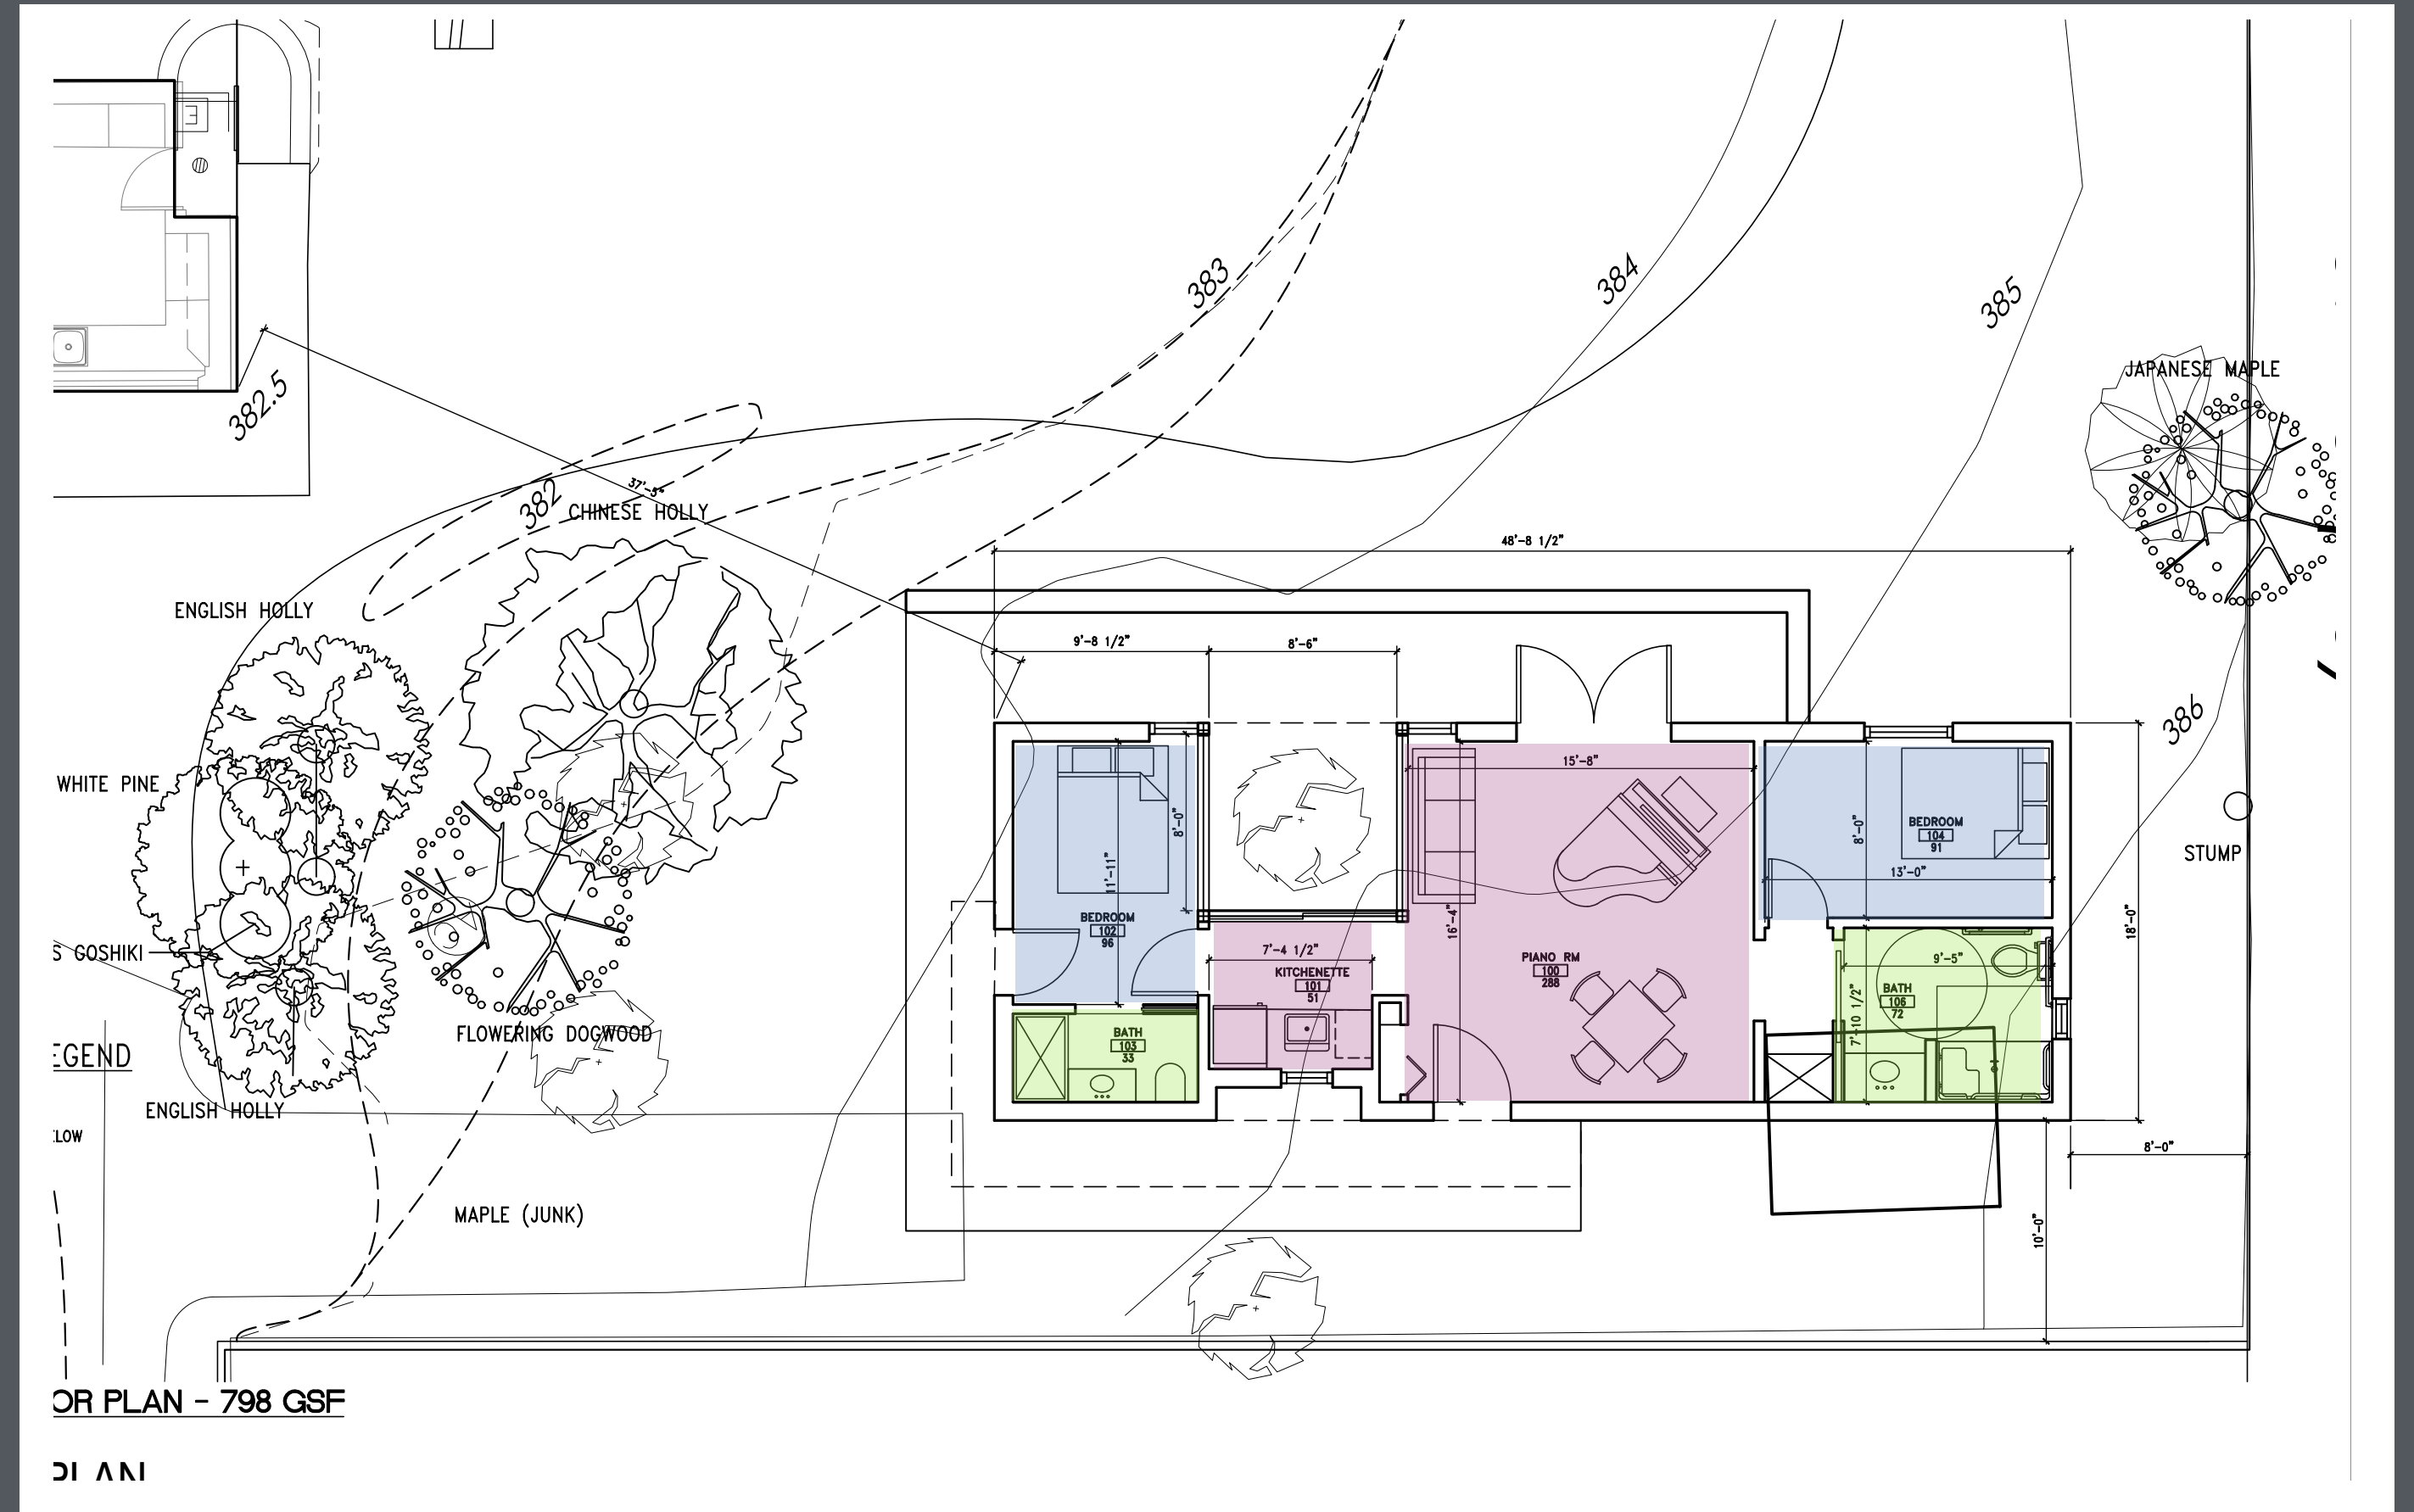 E
383
384
385
JAPANESE MAPLE
382.5
37'-5"
382
CHINESE HOLLY
48'-8 1/2"
ENGLISH HOLLY
9'-8 1/2"
8'-6"
386
WHITE PINE
15'-8"
8'-0"
8'-0"
BEDROOM
104
91
STUMP
11'-11"
13'-0"
BEDROOM
102
96
16'-4"
18'-0"
S GOSHIKI
7'-4 1/2"
KITCHENETTE
101
51
PIANO RM
100
288
9'-5"
BATH
106
72
7'-10 1/2"
FLOWERING DOGWOOD
BATH
103
33
EGEND
ENGLISH HOLLY
LOW
8'-0"
MAPLE (JUNK)
10'-0"
OR PLAN - 798 GSF